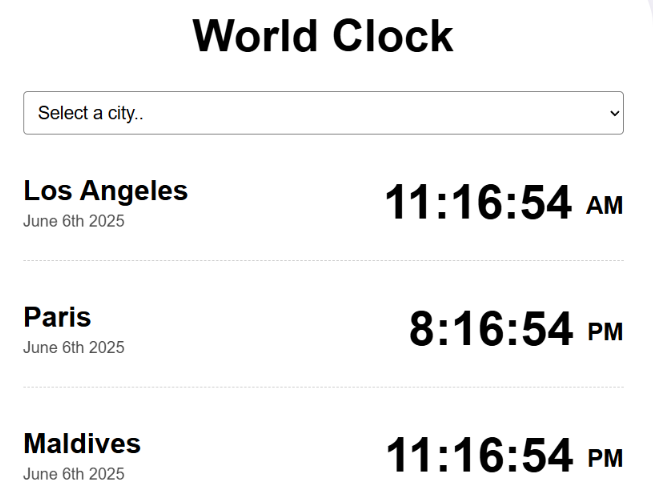 World Clock
Select a city..
Los Angeles
11:16:54 AM
June 6th 2025
Paris
8:16:54 PM
June 6th 2025
Maldives
11:16:54 PM
June 6th 2025